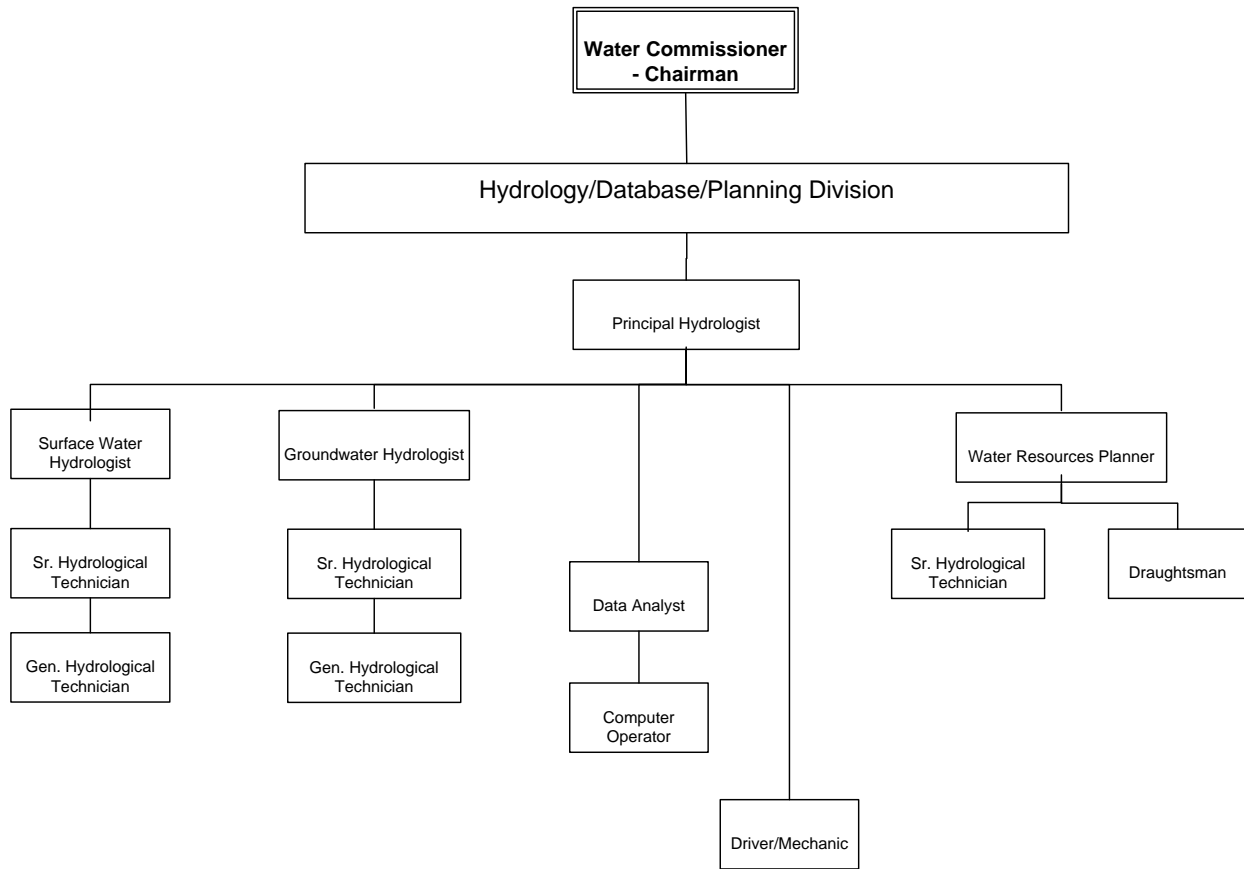 Water Commissioner
- Chairman
Hydrology/Database/Planning Division
Principal Hydrologist
Surface Water
Hydrologist
Groundwater Hydrologist
Water Resources Planner
Sr. Hydrological
Technician
Sr. Hydrological
Technician
Data Analyst
Sr. Hydrological
Technician
Draughtsman
Gen. Hydrological
Technician
Gen. Hydrological
Technician
Computer
Operator
Driver/Mechanic